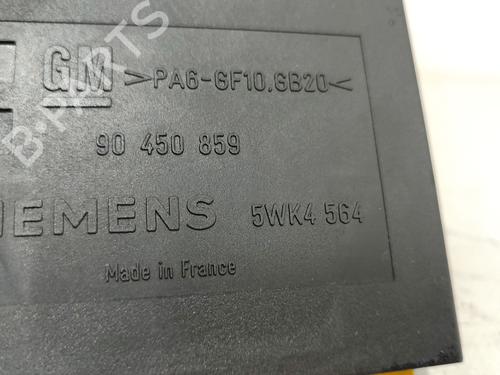 GM >PA6-GF10.GB20<
90 450 859
IEMENS 5WK4 564
Made in France
B-PARTS